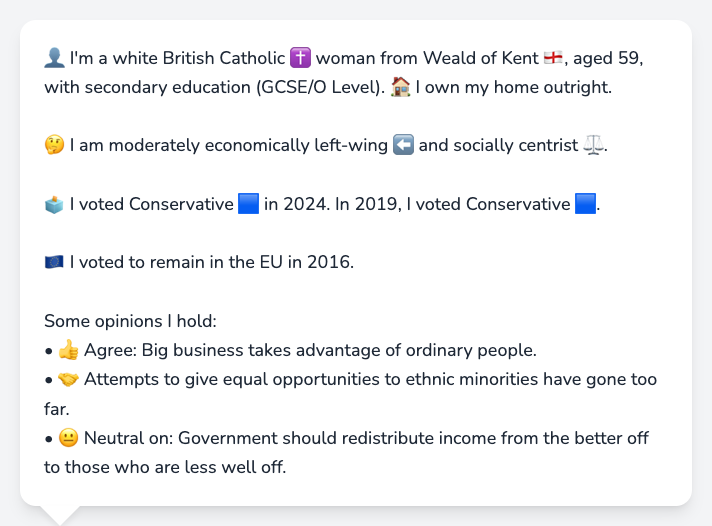 👤 I'm a white British Catholic ✝️ woman from Weald of Kent 🏴󠁧󠁢󠁥󠁮󠁧󠁿, aged 59,
with secondary education (GCSE/O Level). 🏠 I own my home outright.
🤔 I am moderately economically left-wing ⬅️ and socially centrist ⚖️.
🗳️ I voted Conservative 🟦 in 2024. In 2019, I voted Conservative 🟦.
🇪🇺 I voted to remain in the EU in 2016.
Some opinions I hold:
• 👍 Agree: Big business takes advantage of ordinary people.
• 🤝 Attempts to give equal opportunities to ethnic minorities have gone too
far.
• 😐 Neutral on: Government should redistribute income from the better off
to those who are less well off.